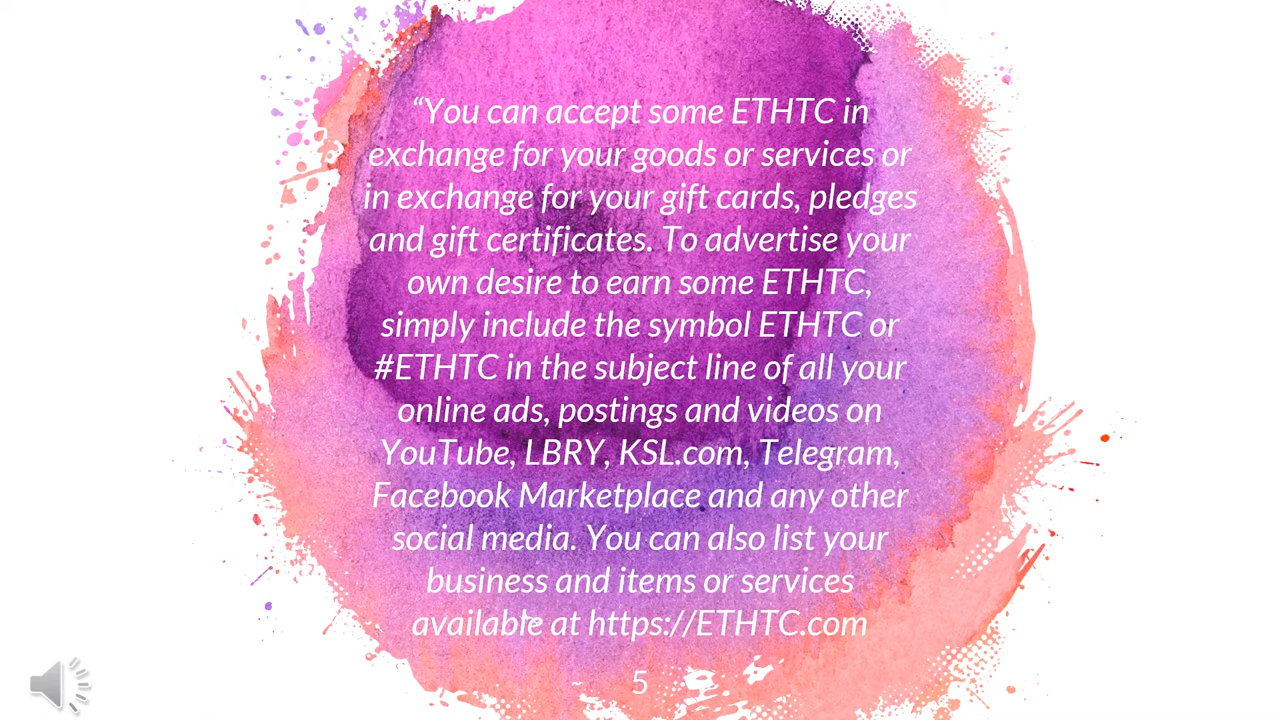 “You can accept some ETHTC in
exchange for your goods or services or
in exchange for your gift cards, pledges
and gift certificates. To advertise your
own desire to earn some ETHTC,
simply include the symbol ETHTC or
#ETHTC in the subject line of all your
online ads, postings and videos on
YouTube, LBRY, KSL.com, Telegram,
Facebook Marketplace and any other
social media. You can also list your
business and items or services
available at https://ETHTC.com
5